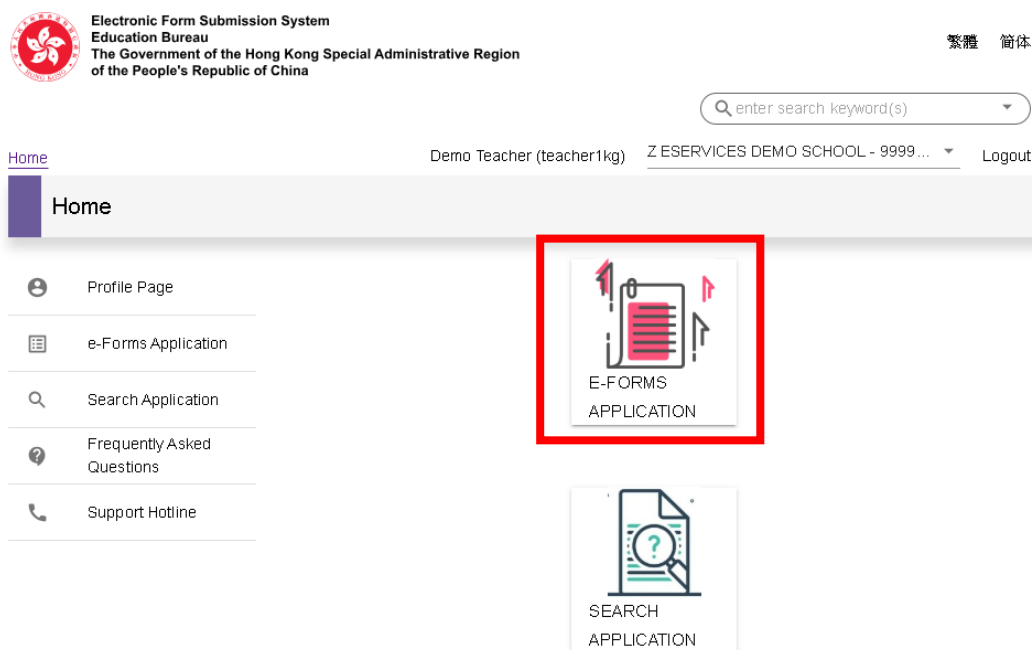 Electronic Form Submission System
Education Bureau
The Government of the Hong Kong Special Administrative Region
of the People's Republic of China
繁體 简体
enter search keyword(s)
Home
Demo Teacher (teacher1kg) Z ESERVICES DEMO SCHOOL - 9999... Logout
Home
Profile Page
e-Forms Application
Search Application
Frequently Asked
Questions
Support Hotline
E-FORMS
APPLICATION
SEARCH
APPLICATION